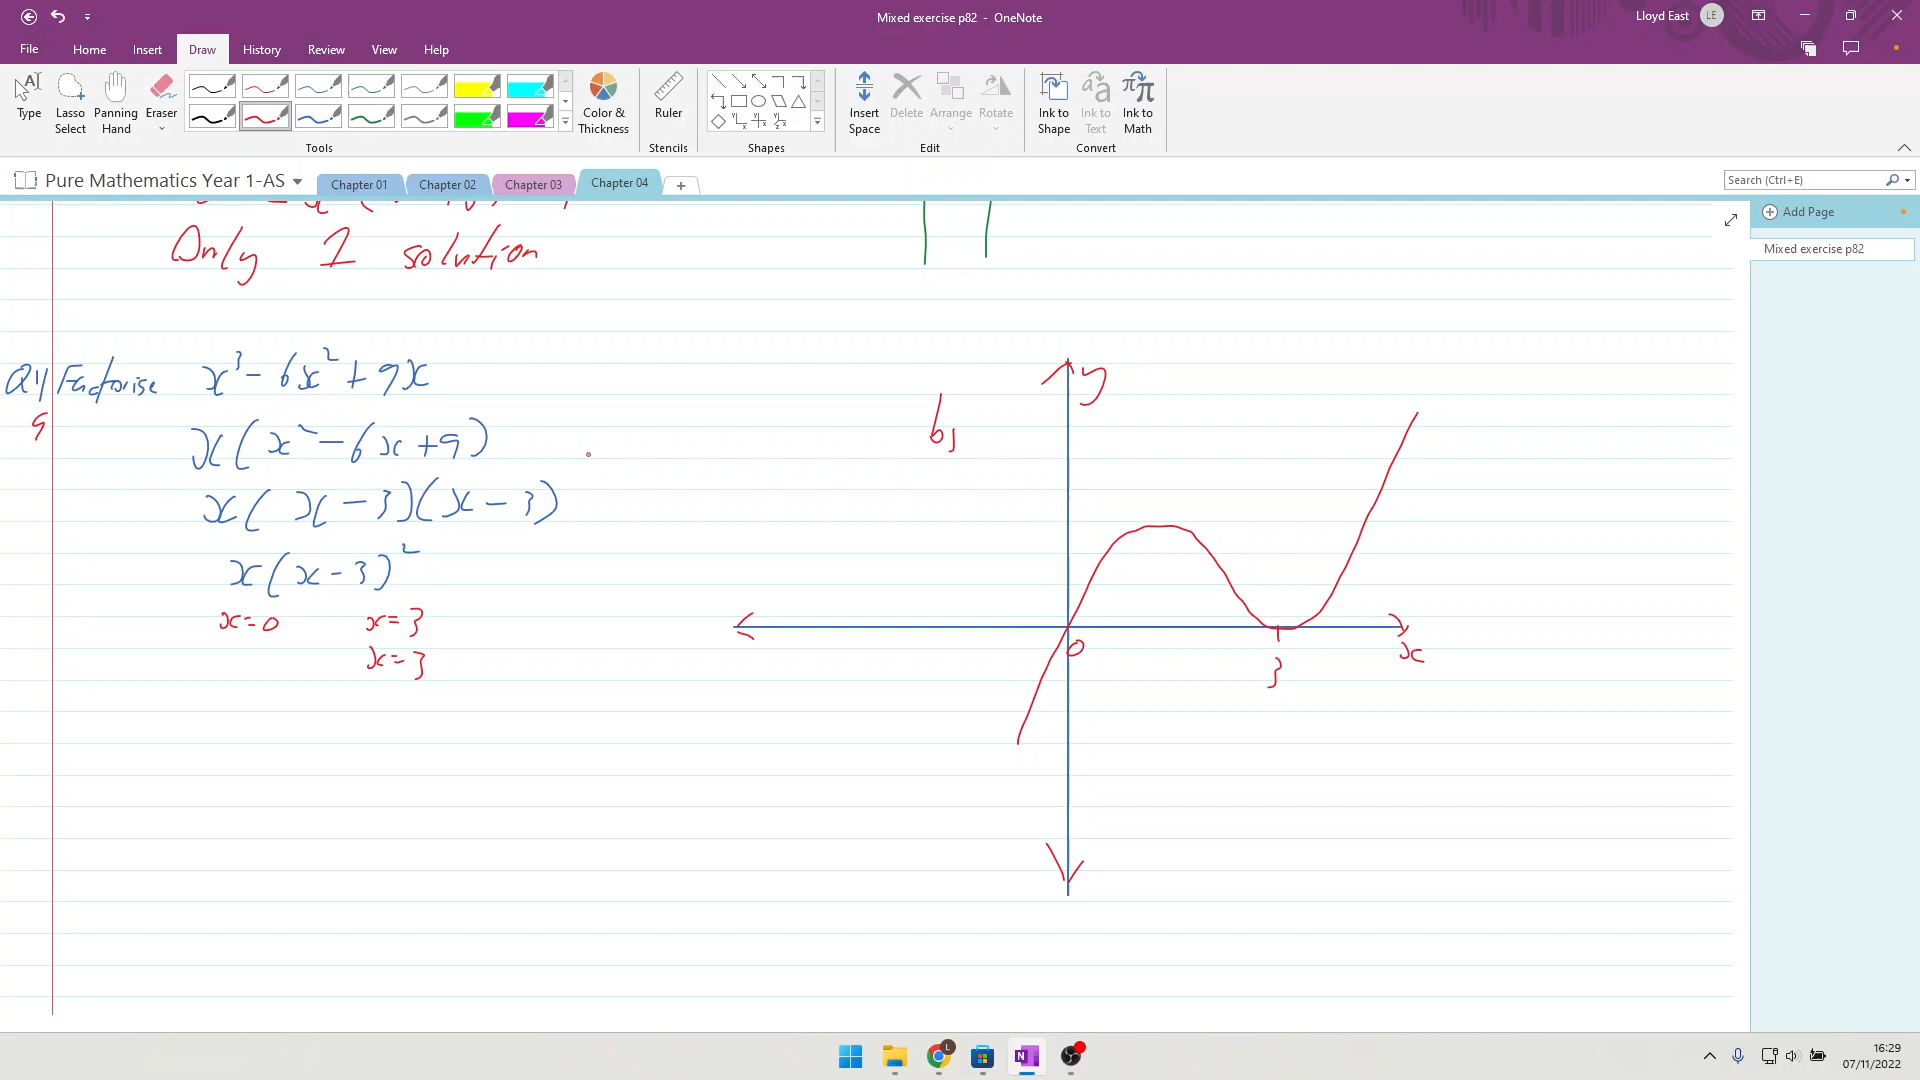 Mixed exercise p82 - OneNote
Lloyd East LE
File Home Insert Draw History Review View Help
Type
Lasso Select
Panning Hand
Eraser
Color & Thickness
Ruler
Insert Space
Delete
Arrange
Rotate
Ink to Shape
Ink to Text
Ink to Math
Tools
Stencils
Shapes
Edit
Convert
Pure Mathematics Year 1-AS
Chapter 01 Chapter 02 Chapter 03 Chapter 04 +
Search (Ctrl+E)
Add Page
Mixed exercise p82
Only 1 solution
Q4 Factorise x³ - 6x² + 9x
x(x² - 6x + 9)
x(x - 3)(x - 3)
x(x - 3)²
x = 0 x = 3
x = 3
b)
y
0
3
x
16:29
07/11/2022